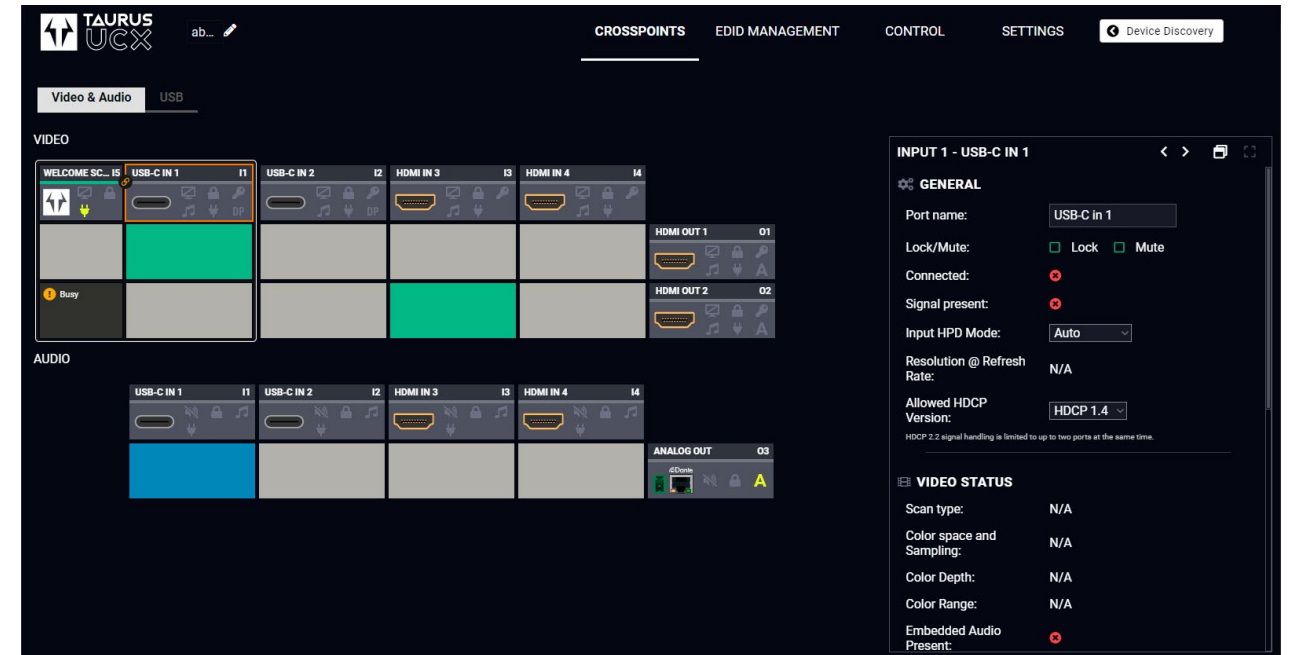 TAURUS
UCX
ab...
CROSSPOINTS
EDID MANAGEMENT
CONTROL
SETTINGS
Device Discovery
Video & Audio
USB
VIDEO
WELCOME SC... I5
USB-C IN 1 I1
USB-C IN 2 I2
HDMI IN 3 I3
HDMI IN 4 I4
DP
DP
HDMI OUT 1 O1
A
Busy
HDMI OUT 2 O2
A
AUDIO
USB-C IN 1 I1
USB-C IN 2 I2
HDMI IN 3 I3
HDMI IN 4 I4
ANALOG OUT O3
Dante
A
INPUT 1 - USB-C IN 1
GENERAL
Port name: USB-C in 1
Lock/Mute: Lock Mute
Connected:
Signal present:
Input HPD Mode: Auto
Resolution @ Refresh
Rate: N/A
Allowed HDCP
Version: HDCP 1.4
HDCP 2.2 signal handling is limited to up to two ports at the same time.
VIDEO STATUS
Scan type: N/A
Color space and
Sampling: N/A
Color Depth: N/A
Color Range: N/A
Embedded Audio
Present: